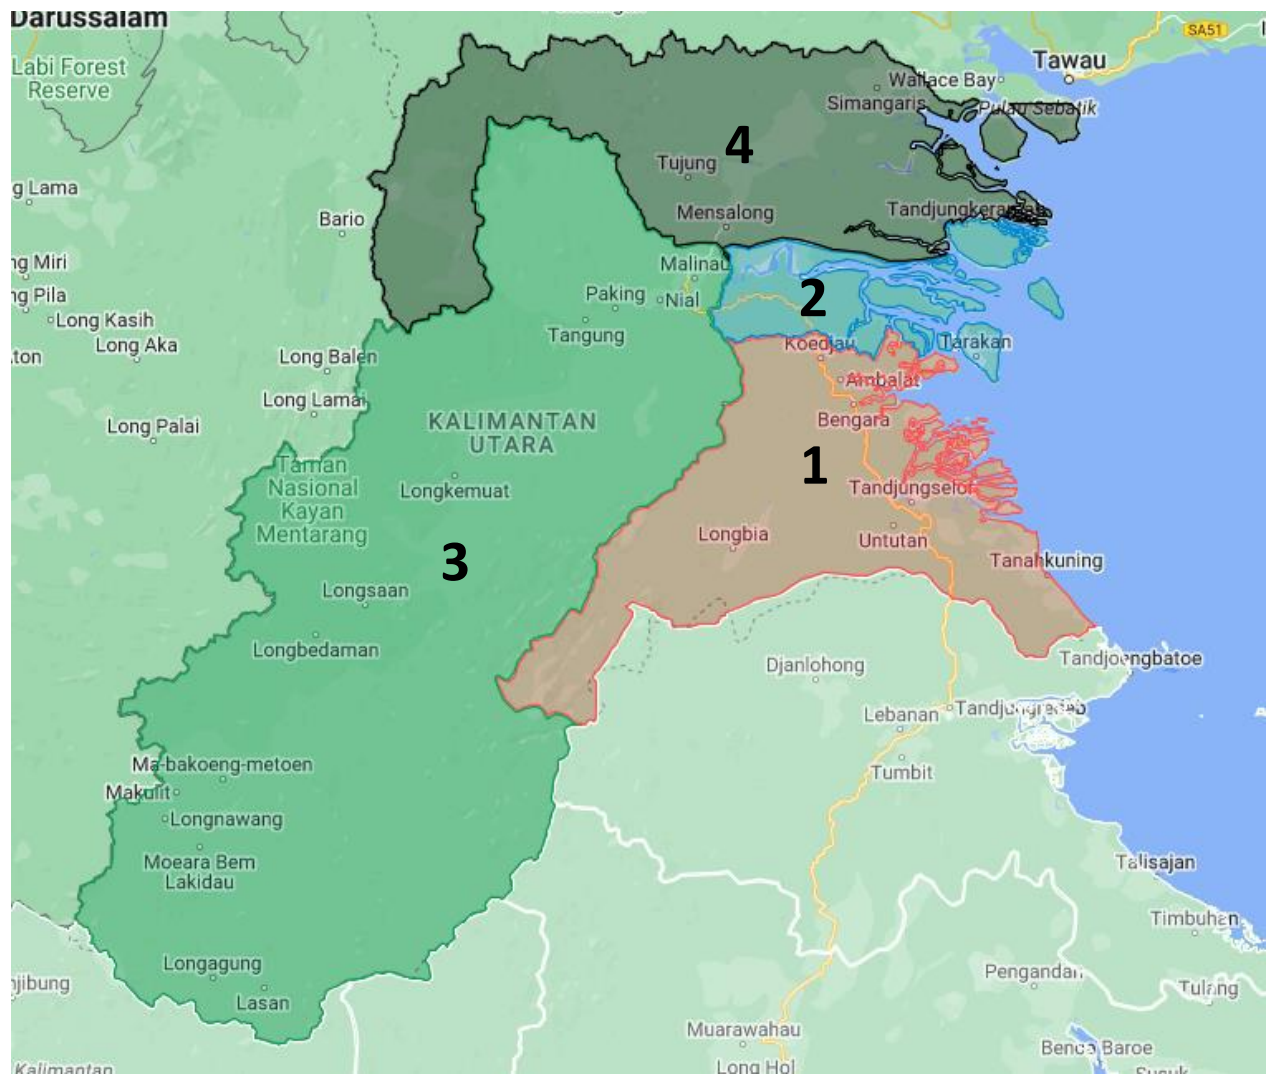 Darussalam
Labi Forest
Reserve
SA51
Tawau
Wallace Bay
Simangaris
Pulau Sebatik
4
Tujung
g Lama
Bario
Mensalong
ng Miri
Malinau
ng Pila
Paking
Nial
2
Long Kasih
Tangung
Long Aka
ton
Long Balen
Koedjau
Tarakan
Ambalat
Long Lamai
Long Palai
KALIMANTAN
UTARA
Bengara
1
Taman
Nasional
Kayan
Mentarang
Longkemuat
Tandjungselor
Longbia
Untutan
Tanahkuning
3
Longsaan
Longbedaman
Djanlohong
Tandjoengbatoe
Lebanan
Tandjungredeb
Ma-bakoeng-metoen
Makulit
Tumbit
Longnawang
Moeara Bem
Lakidau
Talisajan
Timbuhan
Longagung
Lasan
njibung
Pengandan
Tulang
Muarawahau
Long Hol
Benoa Baroe
Kalimantan